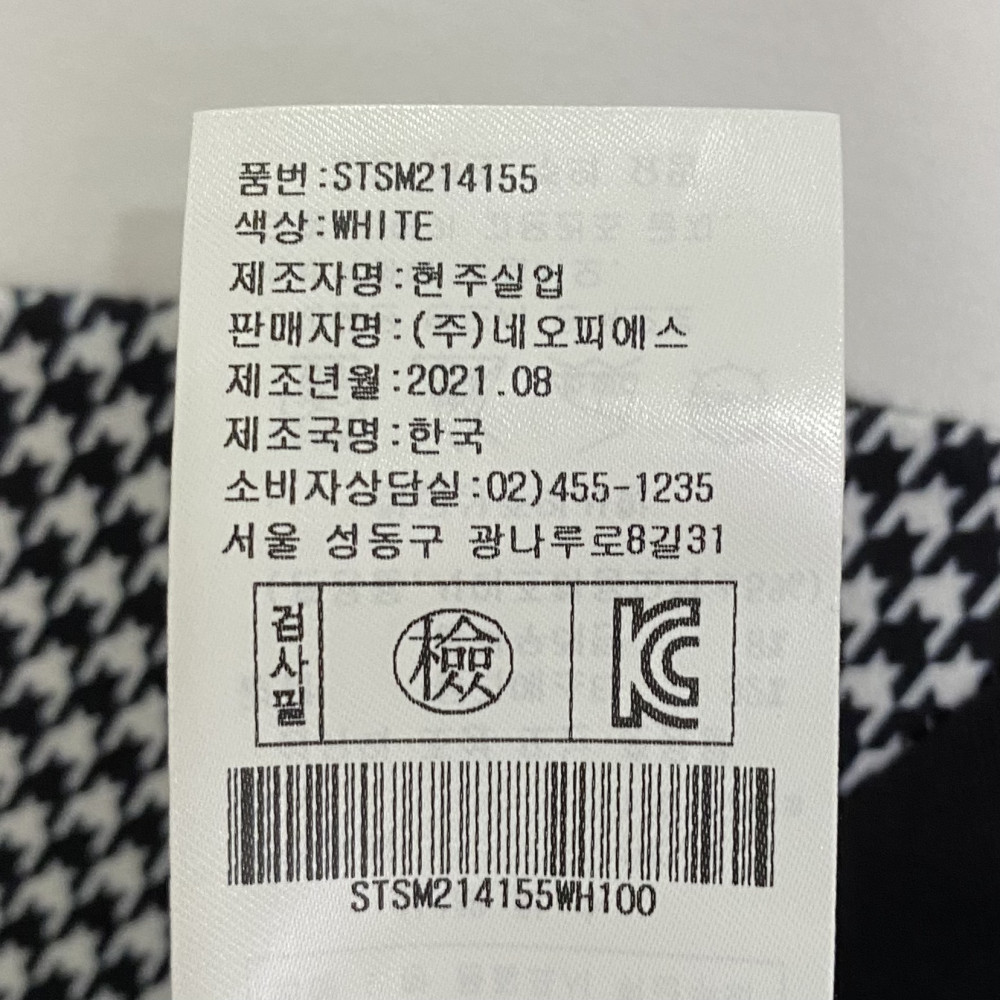 품번:STSM214155
색상:WHITE
제조자명:현주실업
판매자명:(주)네오피에스
제조년월:2021.08
제조국명:한국
소비자상담실:02)455-1235
서울 성동구 광나루로8길31
검사필
檢
KC
STSM214155WH100